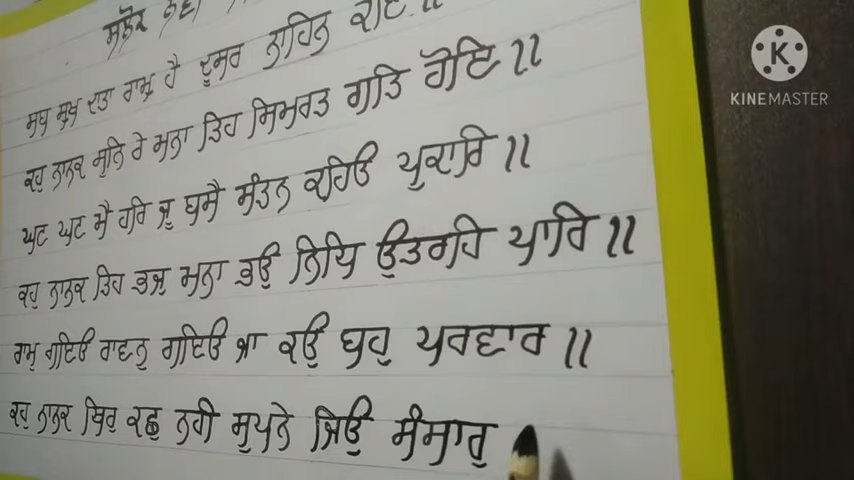 ਸਲੋਕ
ਸਭ ਸੁਖ ਦਾਤਾ ਰਾਮੁ ਹੈ ਦੂਸਰ ਨਾਹਿਨ ਕੋਇ ॥
ਕਹੁ ਨਾਨਕ ਸੁਨਿ ਰੇ ਮਨਾ ਤਿਹ ਸਿਮਰਤ ਗਤਿ ਹੋਇ ॥
ਘਟ ਘਟ ਮੈ ਹਰਿ ਜੂ ਬਸੈ ਸੰਤਨ ਕਹਿਓ ਪੁਕਾਰਿ ॥
ਕਹੁ ਨਾਨਕ ਤਿਹ ਭਜੁ ਮਨਾ ਭਉ ਨਿਧਿ ਉਤਰਹਿ ਪਾਰਿ ॥
ਰਾਮੁ ਗਇਓ ਰਾਵਨੁ ਗਇਓ ਜਾ ਕਉ ਬਹੁ ਪਰਵਾਰ ॥
ਕਹੁ ਨਾਨਕ ਥਿਰੁ ਕਛੁ ਨਹੀ ਸੁਪਨੇ ਜਿਉ ਸੰਸਾਰੁ
K
KINEMASTER